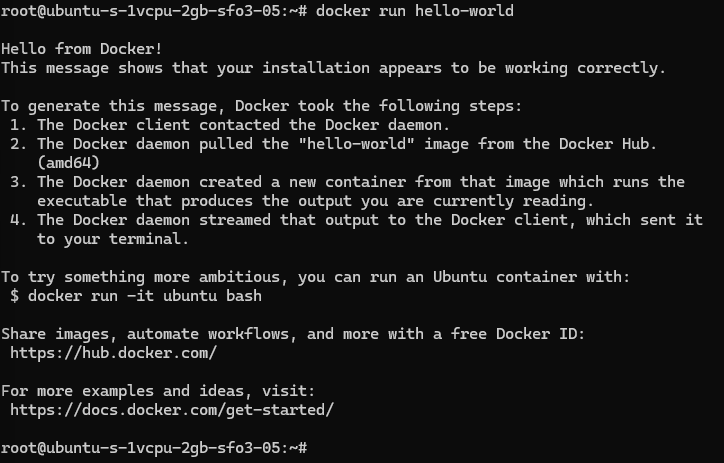 root@ubuntu-s-1vcpu-2gb-sfo3-05:~# docker run hello-world
Hello from Docker!
This message shows that your installation appears to be working correctly.
To generate this message, Docker took the following steps:
1. The Docker client contacted the Docker daemon.
2. The Docker daemon pulled the "hello-world" image from the Docker Hub.
(amd64)
3. The Docker daemon created a new container from that image which runs the
executable that produces the output you are currently reading.
4. The Docker daemon streamed that output to the Docker client, which sent it
to your terminal.
To try something more ambitious, you can run an Ubuntu container with:
$ docker run -it ubuntu bash
Share images, automate workflows, and more with a free Docker ID:
https://hub.docker.com/
For more examples and ideas, visit:
https://docs.docker.com/get-started/
root@ubuntu-s-1vcpu-2gb-sfo3-05:~#